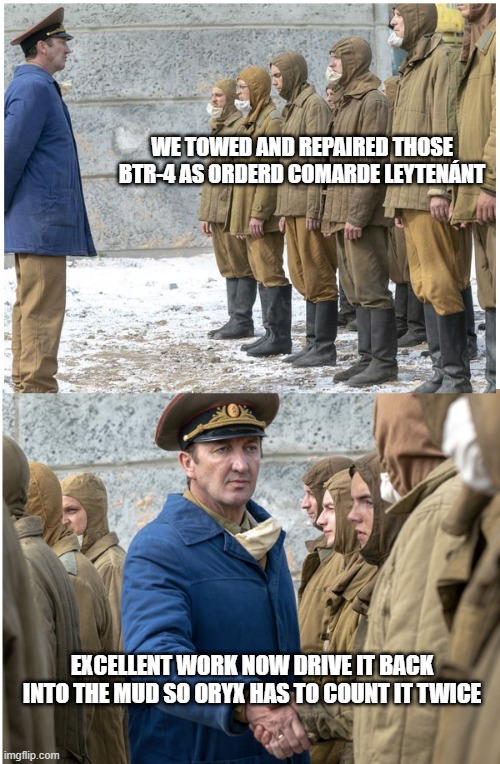 WE TOWED AND REPAIRED THOSE
BTR-4 AS ORDERD COMARDE LEYTENÁNT
EXCELLENT WORK NOW DRIVE IT BACK
INTO THE MUD SO ORYX HAS TO COUNT IT TWICE
imgflip.com